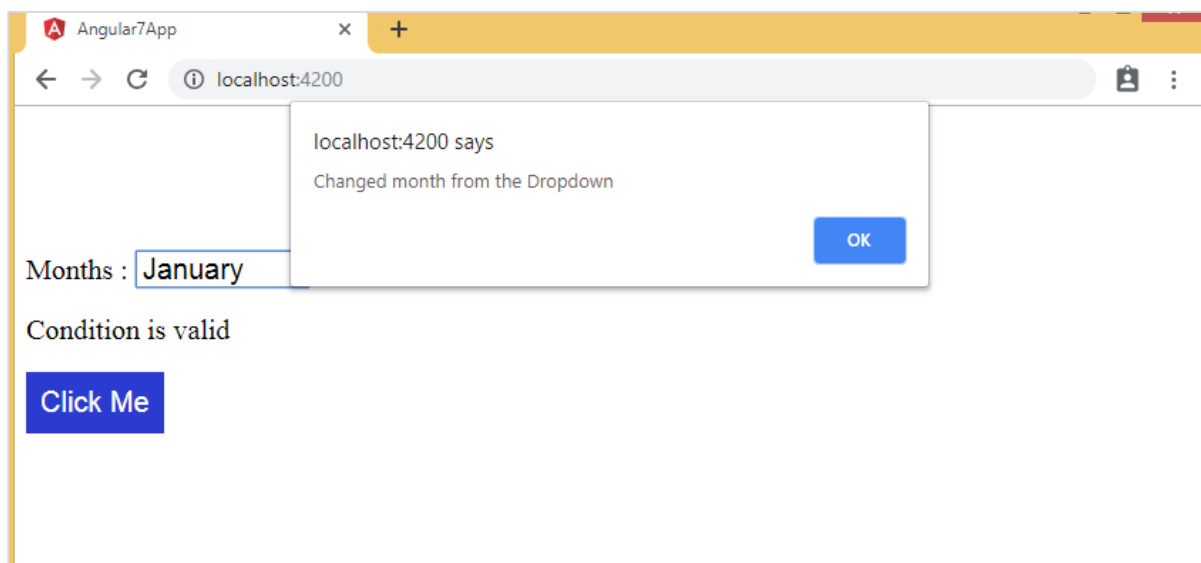 Angular7App
localhost:4200
localhost:4200 says
Changed month from the Dropdown
OK
Months : January
Condition is valid
Click Me